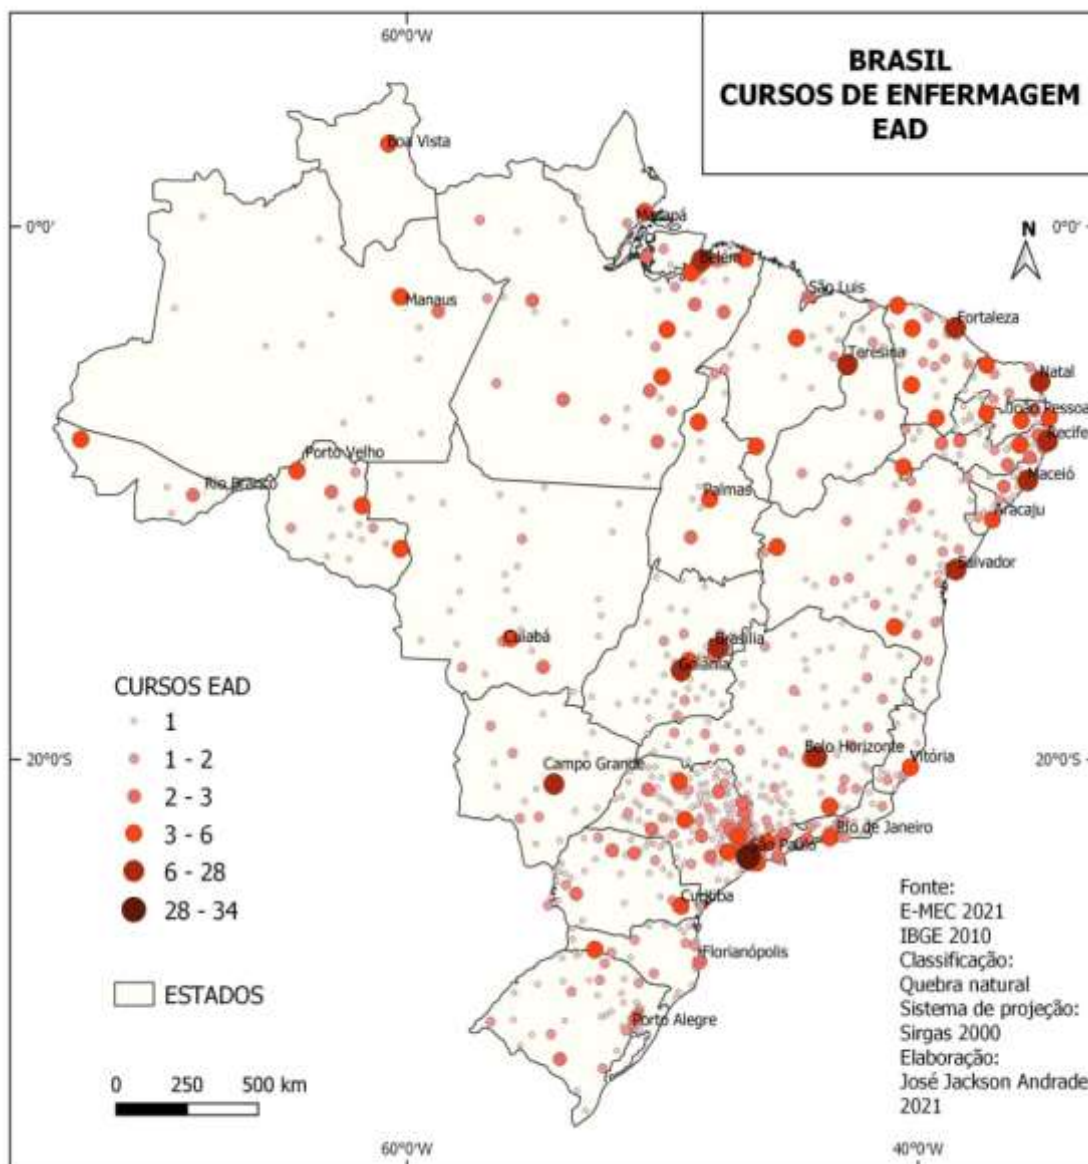 60°0'W
BRASIL
CURSOS DE ENFERMAGEM
EAD
0°0'
0°0'
N
Boa Vista
Macapá
Belém
São Luis
Manaus
Fortaleza
Teresina
Natal
João Pessoa
Recife
Porto Velho
Rio Branco
Palmas
Maceió
Aracaju
Salvador
Cuiabá
Brasília
Goiânia
CURSOS EAD
1
1 - 2
2 - 3
3 - 6
6 - 28
28 - 34
ESTADOS
20°0'S
20°0'S
Campo Grande
Belo Horizonte
Vitória
Rio de Janeiro
São Paulo
Curitiba
Florianópolis
Porto Alegre
Fonte:
E-MEC 2021
IBGE 2010
Classificação:
Quebra natural
Sistema de projeção:
Sirgas 2000
Elaboração:
José Jackson Andrade
2021
0 250 500 km
60°0'W
40°0'W